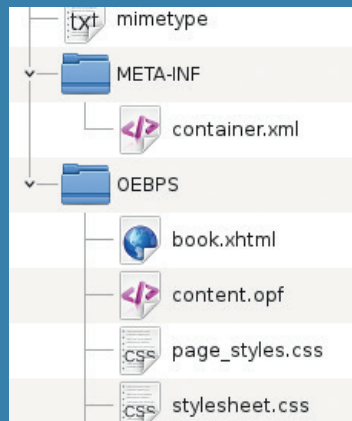 txt mimetype
META-INF
container.xml
OEBPS
book.xhtml
content.opf
css page_styles.css
css stylesheet.css